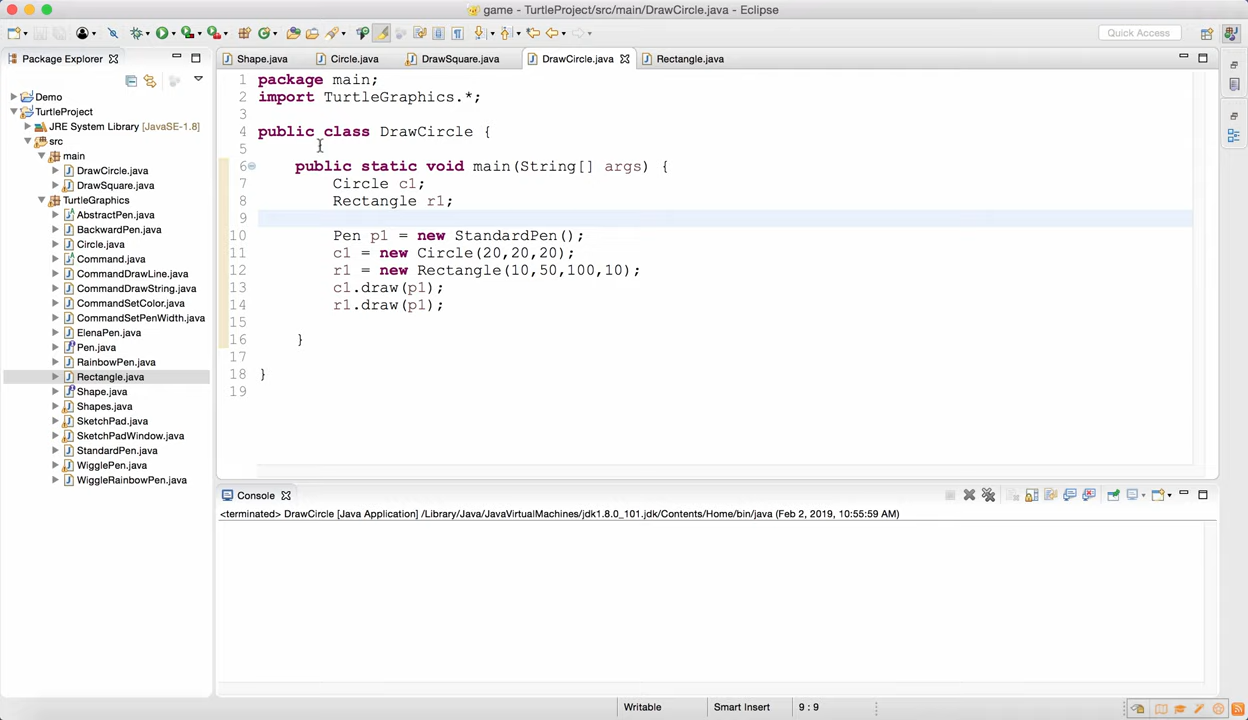 game - TurtleProject/src/main/DrawCircle.java - Eclipse
Quick Access
Package Explorer
Shape.java
Circle.java
DrawSquare.java
DrawCircle.java
Rectangle.java
Demo
TurtleProject
JRE System Library [JavaSE-1.8]
src
main
DrawCircle.java
DrawSquare.java
TurtleGraphics
AbstractPen.java
BackwardPen.java
Circle.java
Command.java
CommandDrawLine.java
CommandDrawString.java
CommandSetColor.java
CommandSetPenWidth.java
ElenaPen.java
Pen.java
RainbowPen.java
Rectangle.java
Shape.java
Shapes.java
SketchPad.java
SketchPadWindow.java
StandardPen.java
WigglePen.java
WiggleRainbowPen.java
1 package main;
2 import TurtleGraphics.*;
3
4 public class DrawCircle {
5
6 public static void main(String[] args) {
7 Circle c1;
8 Rectangle r1;
9
10 Pen p1 = new StandardPen();
11 c1 = new Circle(20,20,20);
12 r1 = new Rectangle(10,50,100,10);
13 c1.draw(p1);
14 r1.draw(p1);
15
16 }
17
18 }
19
Console
<terminated> DrawCircle [Java Application] /Library/Java/JavaVirtualMachines/jdk1.8.0_101.jdk/Contents/Home/bin/java (Feb 2, 2019, 10:55:59 AM)
Writable
Smart Insert
9 : 9